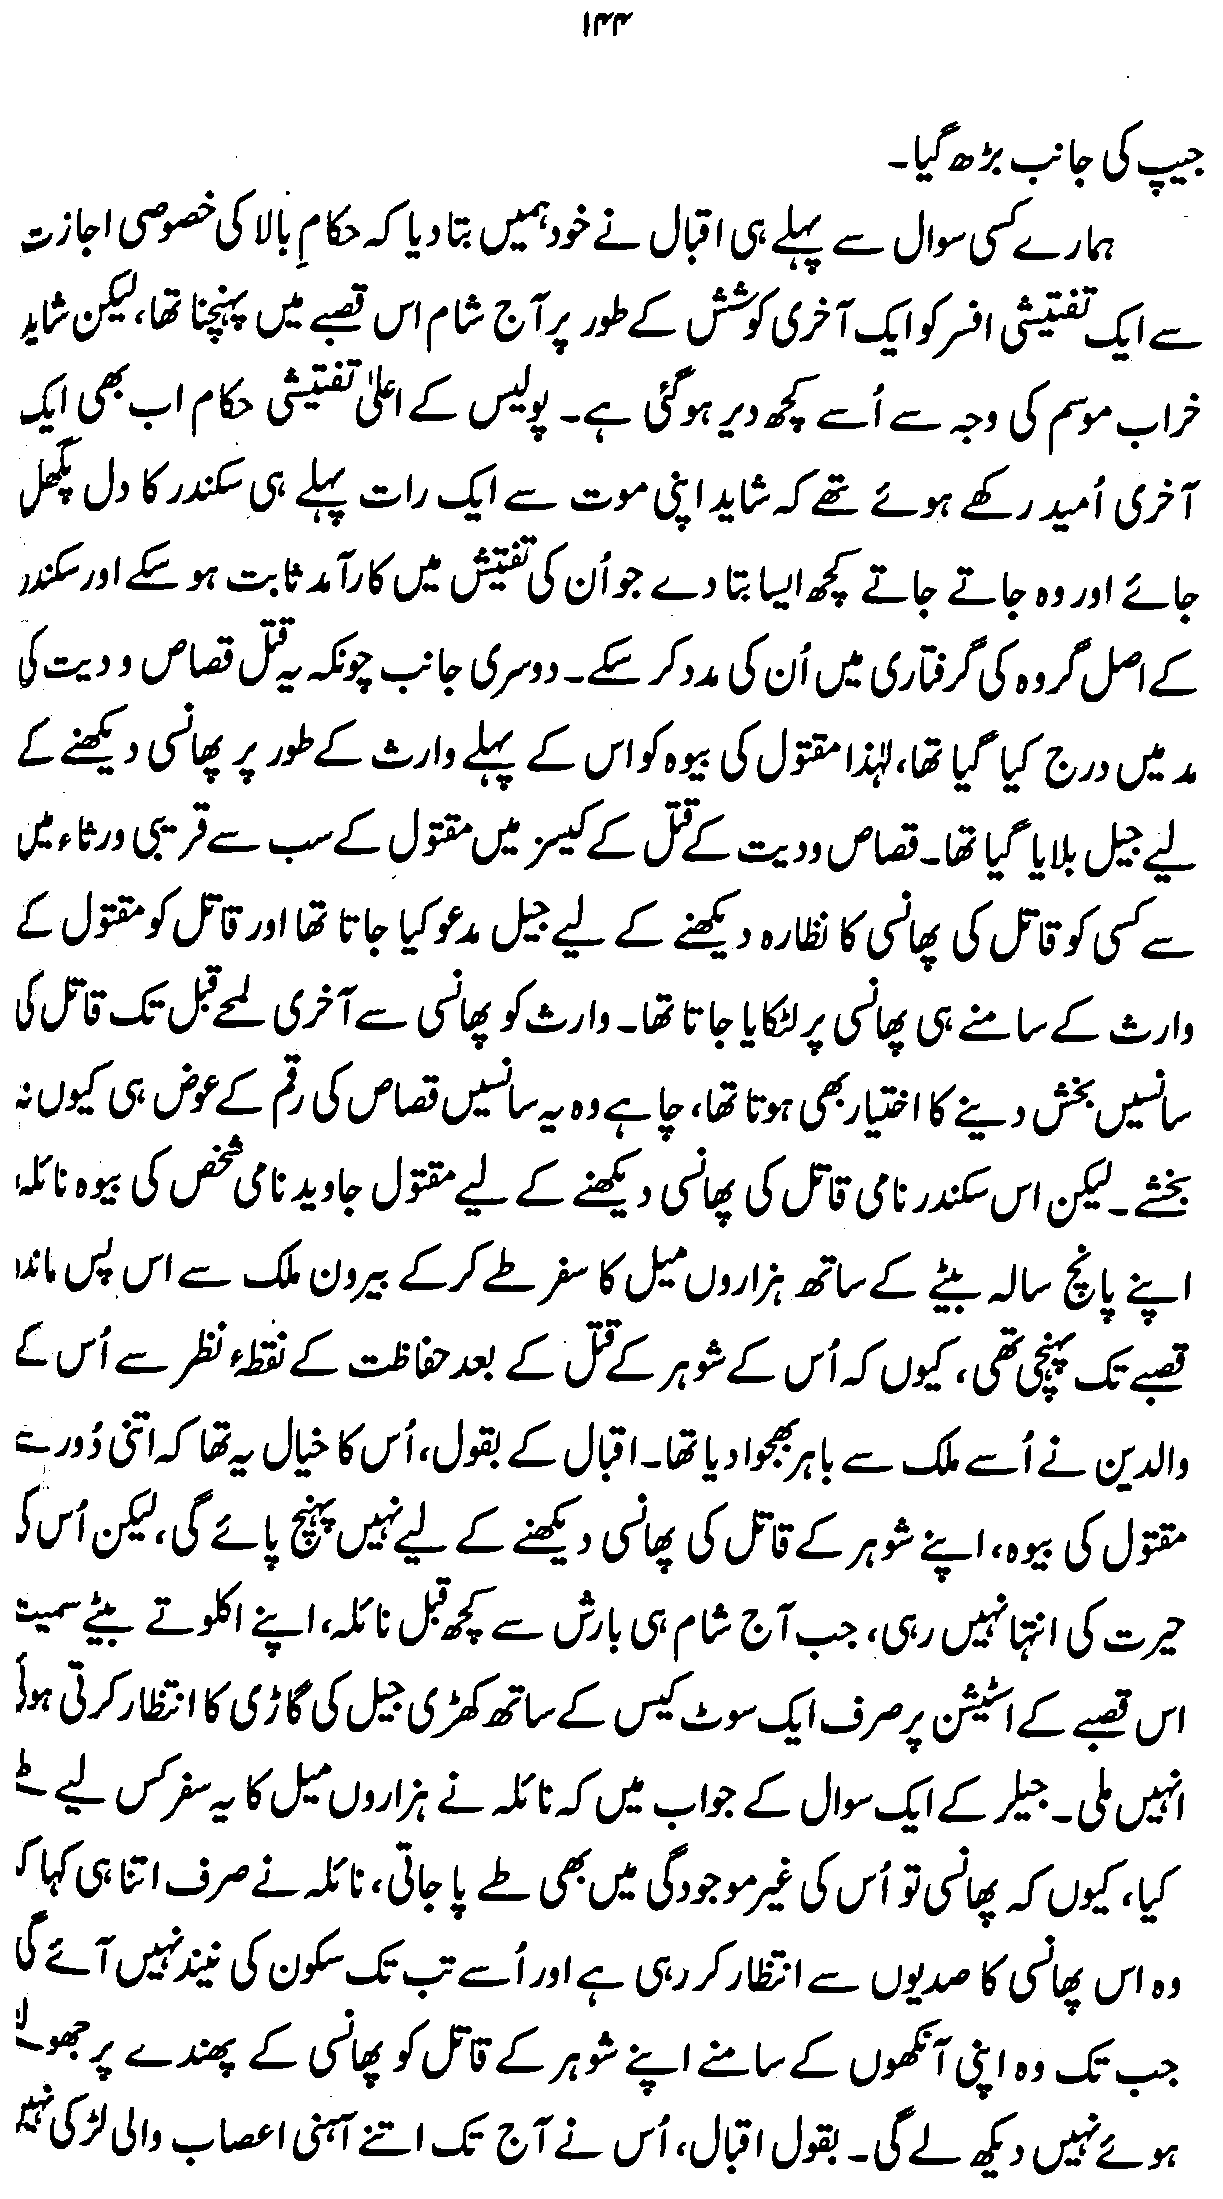 ۱۴۴
جیپ کی جانب بڑھ گیا۔
ہمارے کسی سوال سے پہلے ہی اقبال نے خود ہمیں بتا دیا کہ حکامِ بالا کی خصوصی اجازت
سے ایک تفتیشی افسر کو ایک آخری کوشش کے طور پر آج شام اس قصبے میں پہنچنا تھا، لیکن شاید
خراب موسم کی وجہ سے اُسے کچھ دیر ہو گئی ہے۔ پولیس کے اعلیٰ تفتیشی حکام اب بھی ایک
آخری اُمید رکھے ہوئے تھے کہ شاید اپنی موت سے ایک رات پہلے ہی سکندر کا دل پگھل
جائے اور وہ جاتے جاتے کچھ ایسا بتا دے جو اُن کی تفتیش میں کارآمد ثابت ہو سکے اور سکندر
کے اصل گروہ کی گرفتاری میں اُن کی مدد کر سکے۔ دوسری جانب چونکہ یہ قتل قصاص و دیت کی
مد میں درج کیا گیا تھا، لہٰذا مقتول کی بیوہ کو اس کے پہلے وارث کے طور پر پھانسی دیکھنے کے
لیے جیل بلایا گیا تھا۔ قصاص ودیت کے قتل کے کیسز میں مقتول کے سب سے قریبی ورثاء میں
سے کسی کو قاتل کی پھانسی کا نظارہ دیکھنے کے لیے جیل مدعو کیا جاتا تھا اور قاتل کو مقتول کے
وارث کے سامنے ہی پھانسی پر لٹکایا جاتا تھا۔ وارث کو پھانسی سے آخری لمحے قبل تک قاتل کی
سانسیں بخش دینے کا اختیار بھی ہوتا تھا، چاہے وہ یہ سانسیں قصاص کی رقم کے عوض ہی کیوں نہ
بخشے۔ لیکن اس سکندر نامی قاتل کی پھانسی دیکھنے کے لیے مقتول جاوید نامی شخص کی بیوہ نائلہ
اپنے پانچ سالہ بیٹے کے ساتھ ہزاروں میل کا سفر طے کر کے بیرون ملک سے اس پس ماندہ
قصبے تک پہنچی تھی، کیوں کہ اُس کے شوہر کے قتل کے بعد حفاظت کے نقطۂ نظر سے اُس کے
والدین نے اُسے ملک سے باہر بھجوا دیا تھا۔ اقبال کے بقول، اُس کا خیال یہ تھا کہ اتنی دُور سے
مقتول کی بیوہ، اپنے شوہر کے قاتل کی پھانسی دیکھنے کے لیے نہیں پہنچ پائے گی، لیکن اُس کی
حیرت کی انتہا نہیں رہی، جب آج شام ہی بارش سے کچھ قبل نائلہ، اپنے اکلوتے بیٹے سمیت
اس قصبے کے اسٹیشن پر صرف ایک سوٹ کیس کے ساتھ کھڑی جیل کی گاڑی کا انتظار کرتی ہوئی
انہیں ملی۔ جیلر کے ایک سوال کے جواب میں کہ نائلہ نے ہزاروں میل کا یہ سفر کس لیے طے
کیا، کیوں کہ پھانسی تو اُس کی غیر موجودگی میں بھی طے پا جاتی، نائلہ نے صرف اتنا ہی کہا کہ
وہ اس پھانسی کا صدیوں سے انتظار کر رہی ہے اور اُسے تب تک سکون کی نیند نہیں آئے گی
جب تک وہ اپنی آنکھوں کے سامنے اپنے شوہر کے قاتل کو پھانسی کے پھندے پر جھولتے
ہوئے نہیں دیکھ لے گی۔ بقول اقبال، اُس نے آج تک اتنے آہنی اعصاب والی لڑکی نہیں